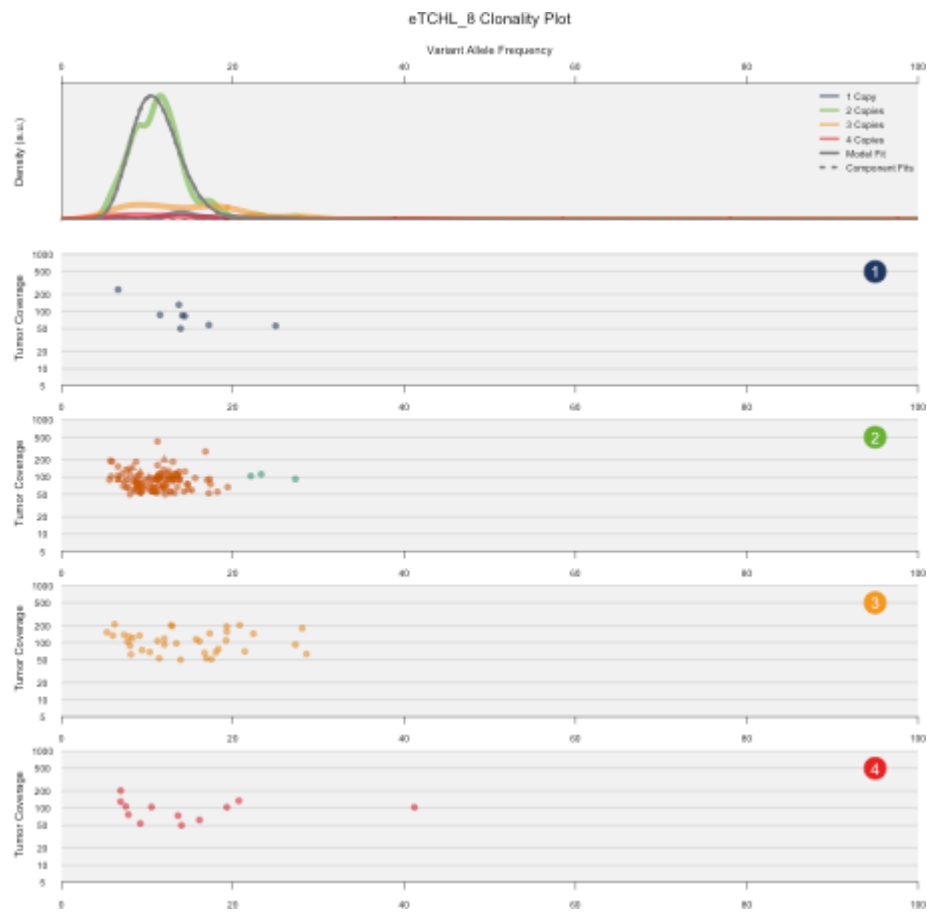 eTCHL_8 Clonality Plot
Variant Allele Frequency
0 20 40 60 80 100
Density (a.u.)
1 Copy
2 Copies
3 Copies
4 Copies
Model Fit
Component Fits
Tumor Coverage
1000
500
200
100
50
20
10
5
1
0 20 40 60 80 100
Tumor Coverage
1000
500
200
100
50
20
10
5
2
0 20 40 60 80 100
Tumor Coverage
1000
500
200
100
50
20
10
5
3
0 20 40 60 80 100
Tumor Coverage
1000
500
200
100
50
20
10
5
4
0 20 40 60 80 100